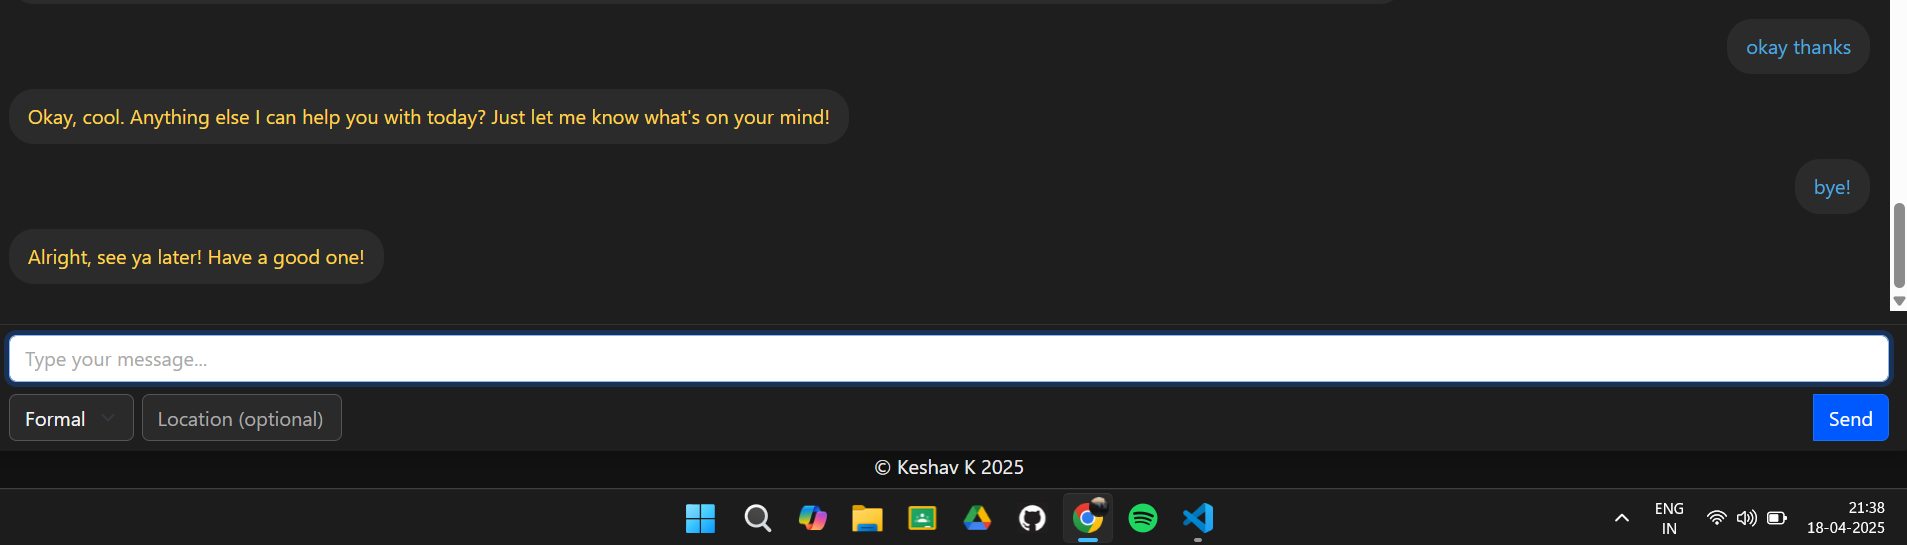 okay thanks
Okay, cool. Anything else I can help you with today? Just let me know what's on your mind!
bye!
Alright, see ya later! Have a good one!
Type your message...
Formal
Location (optional)
Send
© Keshav K 2025
ENG
IN
21:38
18-04-2025